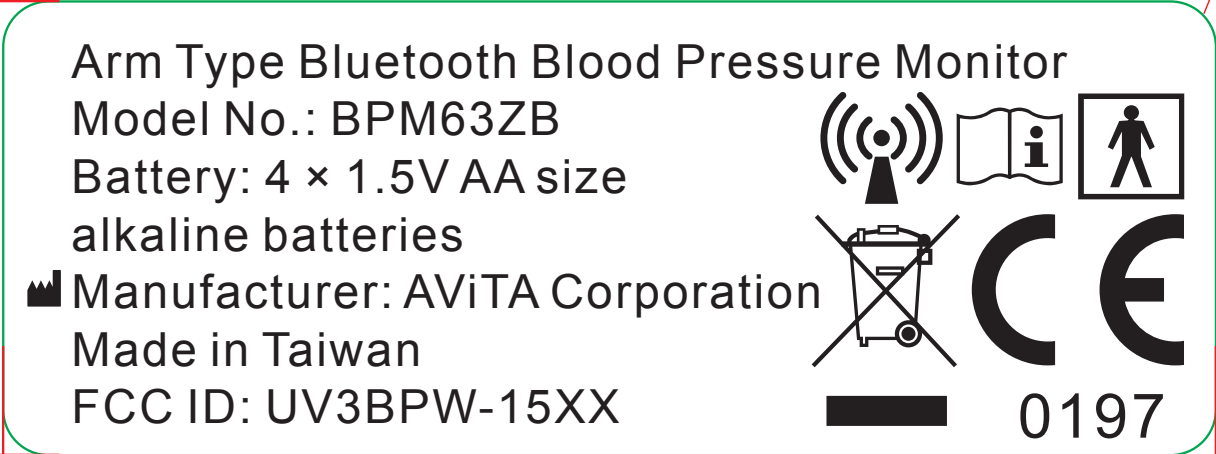 Arm Type Bluetooth Blood Pressure Monitor
Model No.: BPM63ZB
Battery: 4 × 1.5V AA size
alkaline batteries
Manufacturer: AViTA Corporation
Made in Taiwan
FCC ID: UV3BPW-15XX
CE
0197